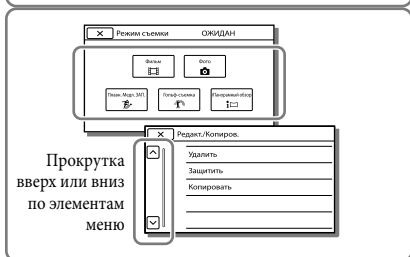 Режим съемки ОЖИДАН
Фильм Фото
Плавн. Медл. ЗАП. Гольф-съемка Панорамный обзор
Редакт./Копиров.
Удалить
Защитить
Копировать
Прокрутка
вверх или вниз
по элементам
меню